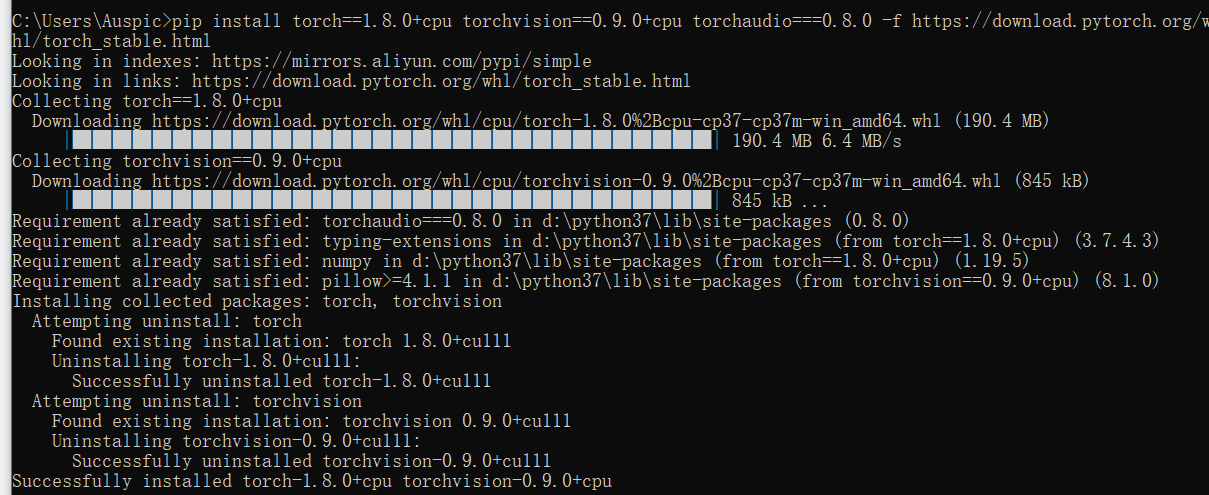 C:\Users\Auspic>pip install torch==1.8.0+cpu torchvision==0.9.0+cpu torchaudio===0.8.0 -f https://download.pytorch.org/w
hl/torch_stable.html
Looking in indexes: https://mirrors.aliyun.com/pypi/simple
Looking in links: https://download.pytorch.org/whl/torch_stable.html
Collecting torch==1.8.0+cpu
  Downloading https://download.pytorch.org/whl/cpu/torch-1.8.0%2Bcpu-cp37-cp37m-win_amd64.whl (190.4 MB)
     | | 190.4 MB 6.4 MB/s
Collecting torchvision==0.9.0+cpu
  Downloading https://download.pytorch.org/whl/cpu/torchvision-0.9.0%2Bcpu-cp37-cp37m-win_amd64.whl (845 kB)
     | | 845 kB ...
Requirement already satisfied: torchaudio===0.8.0 in d:\python37\lib\site-packages (0.8.0)
Requirement already satisfied: typing-extensions in d:\python37\lib\site-packages (from torch==1.8.0+cpu) (3.7.4.3)
Requirement already satisfied: numpy in d:\python37\lib\site-packages (from torch==1.8.0+cpu) (1.19.5)
Requirement already satisfied: pillow>=4.1.1 in d:\python37\lib\site-packages (from torchvision==0.9.0+cpu) (8.1.0)
Installing collected packages: torch, torchvision
  Attempting uninstall: torch
    Found existing installation: torch 1.8.0+cu111
    Uninstalling torch-1.8.0+cu111:
      Successfully uninstalled torch-1.8.0+cu111
  Attempting uninstall: torchvision
    Found existing installation: torchvision 0.9.0+cu111
    Uninstalling torchvision-0.9.0+cu111:
      Successfully uninstalled torchvision-0.9.0+cu111
Successfully installed torch-1.8.0+cpu torchvision-0.9.0+cpu